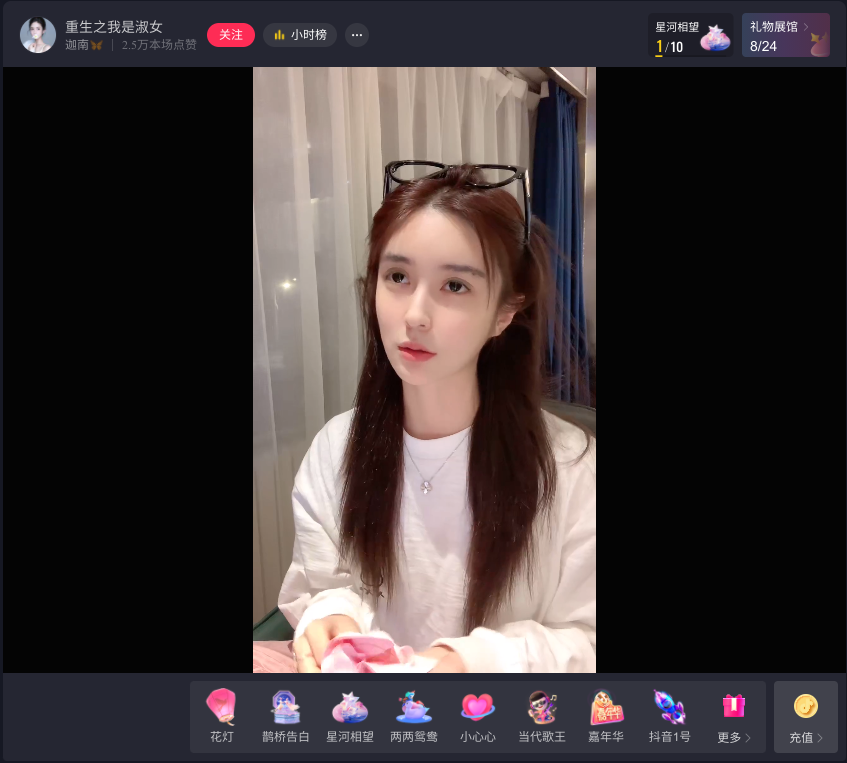 重生之我是淑女
迦南 2.5万本场点赞
关注
小时榜
星河相望
1/10
礼物展馆
8/24
花灯
鹊桥告白
星河相望
两两鸳鸯
小心心
当代歌王
嘉年华
嘉年华
抖音1号
更多
充值